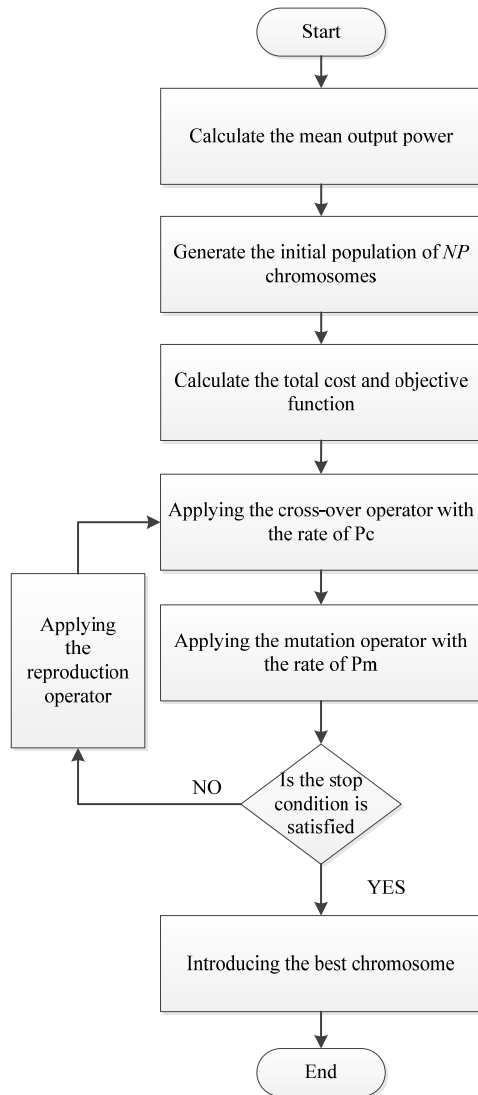 Start
Calculate the mean output power
Generate the initial population of NP
chromosomes
Calculate the total cost and objective
function
Applying the cross-over operator with
the rate of Pc
Applying
the
reproduction
operator
Applying the mutation operator with
the rate of Pm
Is the stop
condition is
satisfied
NO
YES
Introducing the best chromosome
End